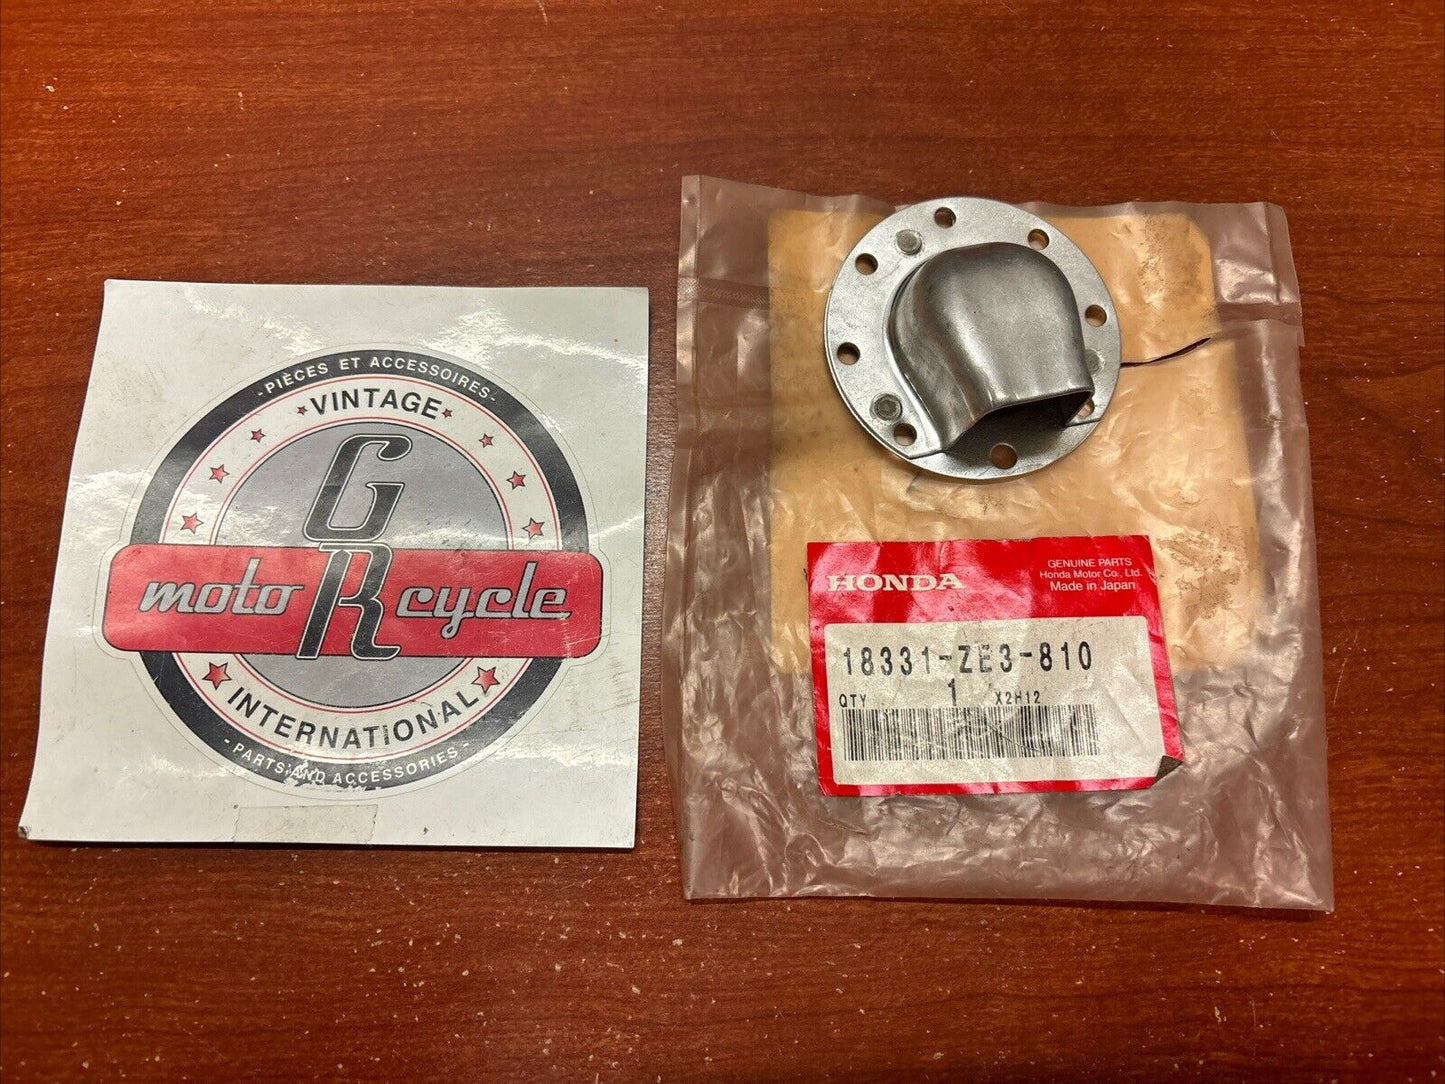 - PIÈCES ET ACCESSOIRES -
VINTAGE
GR
moto cycle
INTERNATIONAL
- PARTS AND ACCESSORIES -
HONDA
GENUINE PARTS
Honda Motor Co., Ltd.
Made in Japan
18331-ZE3-810
QTY 1 X2H12